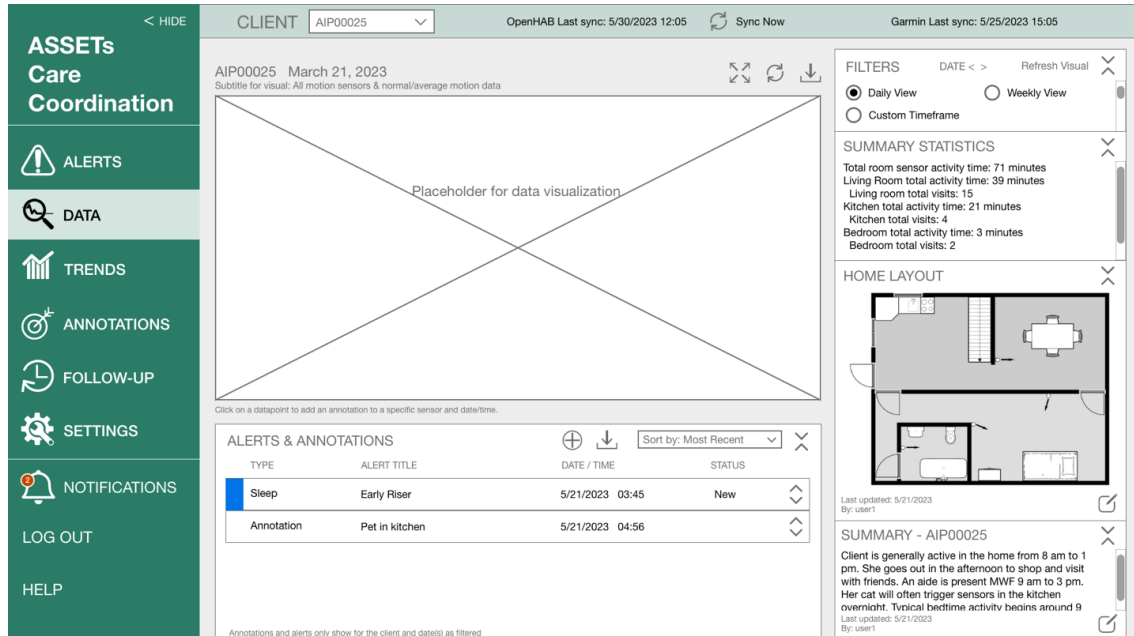 < HIDE
ASSETs
Care
Coordination
ALERTS
DATA
TRENDS
ANNOTATIONS
FOLLOW-UP
SETTINGS
2
NOTIFICATIONS
LOG OUT
HELP
CLIENT AIP00025 OpenHAB Last sync: 5/30/2023 12:05 Sync Now Garmin Last sync: 5/25/2023 15:05
AIP00025 March 21, 2023
Subtitle for visual: All motion sensors & normal/average motion data
Placeholder for data visualization
Click on a datapoint to add an annotation to a specific sensor and date/time.
ALERTS & ANNOTATIONS Sort by: Most Recent
TYPE ALERT TITLE DATE / TIME STATUS
Sleep Early Riser 5/21/2023 03:45 New
Annotation Pet in kitchen 5/21/2023 04:56
Annotations and alerts only show for the client and date(s) as filtered
FILTERS DATE < > Refresh Visual
Daily View Weekly View
Custom Timeframe
SUMMARY STATISTICS
Total room sensor activity time: 71 minutes
Living Room total activity time: 39 minutes
Living room total visits: 15
Kitchen total activity time: 21 minutes
Kitchen total visits: 4
Bedroom total activity time: 3 minutes
Bedroom total visits: 2
HOME LAYOUT
Last updated: 5/21/2023
By: user1
SUMMARY - AIP00025
Client is generally active in the home from 8 am to 1
pm. She goes out in the afternoon to shop and visit
with friends. An aide is present MWF 9 am to 3 pm.
Her cat will often trigger sensors in the kitchen
overnight. Typical bedtime activity begins around 9
Last updated: 5/21/2023
By: user1